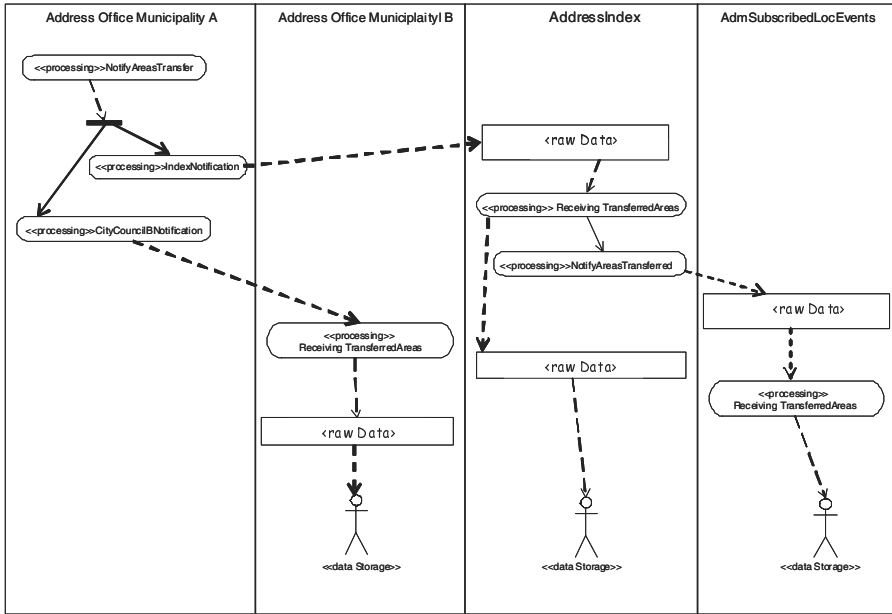 Address Office Municipality A
Address Office MuniciplaityI B
AddressIndex
AdmSubscribedLocEvents
<<processing>>NotifyAreasTransfer
<<processing>>IndexNotification
<raw Data>
<<processing>> Receiving TransferredAreas
<<processing>>CityCouncilBNotification
<<processing>>NotifyAreasTransferred
<raw Data>
<<processing>>
Receiving TransferredAreas
<raw Data>
<<processing>>
Receiving TransferredAreas
<raw Data>
<<data Storage>>
<<data Storage>>
<<data Storage>>